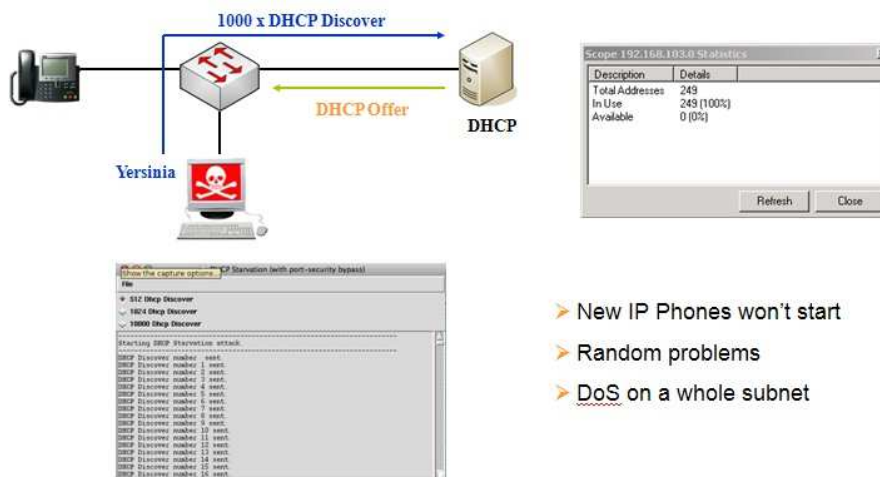 1000 x DHCP Discover
DHCP Offer
DHCP
Yersinia
Scope 192.168.103.0 Statistics
Description Details
Total Addresses 249
In Use 249 (100%)
Available 0 (0%)
Refresh Close
DHCP Starvation (with port-security bypass)
Show the capture options...
File
512 Dhcp Discover
1024 Dhcp Discover
10000 Dhcp Discover
Starting DHCP Starvation attack.
DHCP Discover number sent.
DHCP Discover number 1 sent.
DHCP Discover number 2 sent.
DHCP Discover number 3 sent.
DHCP Discover number 4 sent.
DHCP Discover number 5 sent.
DHCP Discover number 6 sent.
DHCP Discover number 7 sent.
DHCP Discover number 8 sent.
DHCP Discover number 9 sent.
DHCP Discover number 10 sent.
DHCP Discover number 11 sent.
DHCP Discover number 12 sent.
DHCP Discover number 13 sent.
DHCP Discover number 14 sent.
DHCP Discover number 15 sent.
DHCP Discover number 16 sent.
New IP Phones won't start
Random problems
DoS on a whole subnet